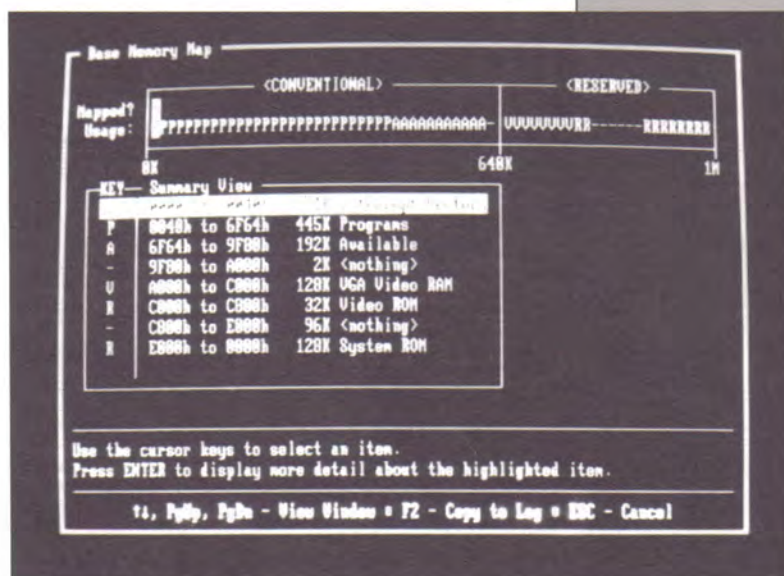 Base Memory Map
<CONVENTIONAL> <RESERVED>
Mapped?
Usage: PPPPPPPPPPPPPPPPPPPPPPPPPPPPAAAAAAAAAAA- VVVVVVVVRR------RRRRRRRR
0K 640K 1M
KEY Summary View
P 0040h to 6F64h 445K Programs
A 6F64h to 9F80h 192K Available
- 9F80h to A000h 2K <nothing>
V A000h to C000h 128K VGA Video RAM
R C000h to C800h 32K Video ROM
- C800h to E000h 96K <nothing>
R E000h to 0000h 128K System ROM
Use the cursor keys to select an item.
Press ENTER to display more detail about the highlighted item.
↑↓, PgUp, PgDn - View Window ▪ F2 - Copy to Log ▪ ESC - Cancel